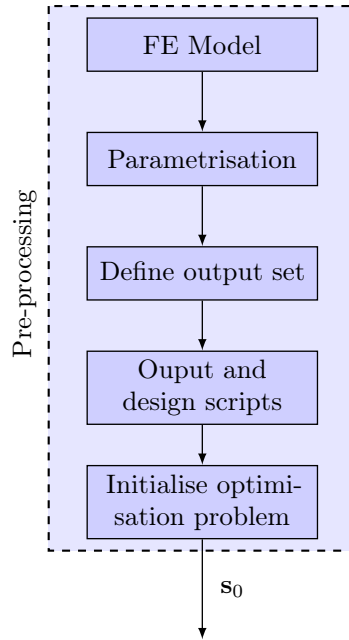 FE Model
Parametrisation
Define output set
Ouput and
design scripts
Initialise optimi-
sation problem
Pre-processing
s₀